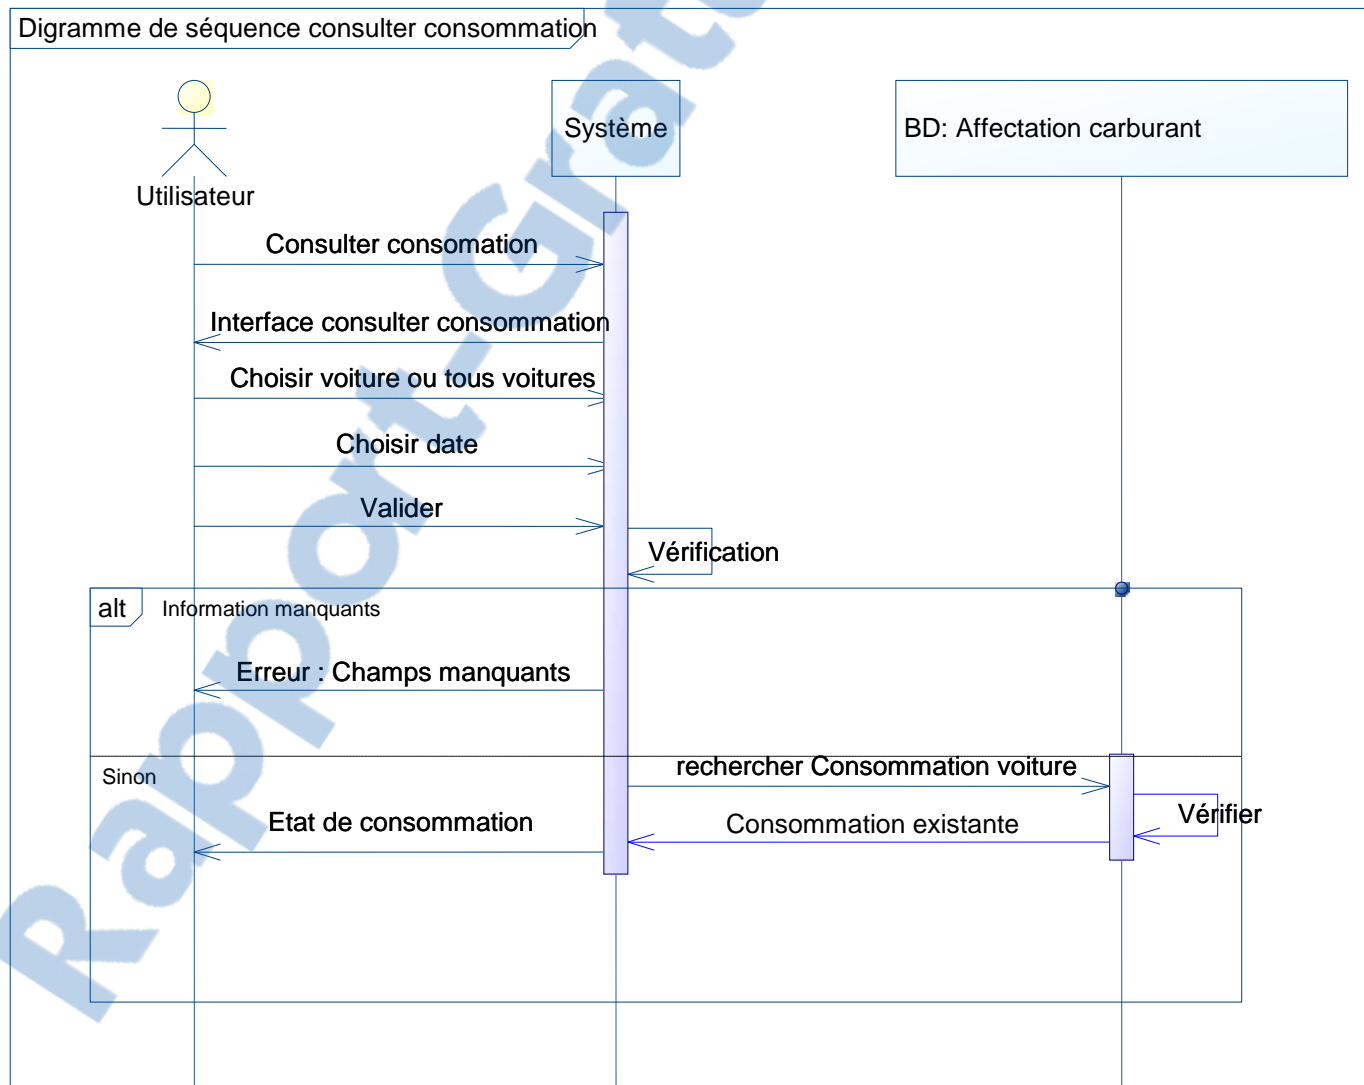 Digramme de séquence consulter consommation
Utilisateur
Système
BD: Affectation carburant
Consulter consomation
Interface consulter consommation
Choisir voiture ou tous voitures
Choisir date
Valider
Vérification
alt
Information manquants
Erreur : Champs manquants
Sinon
rechercher Consommation voiture
Vérifier
Consommation existante
Etat de consommation
Rapport-Grat